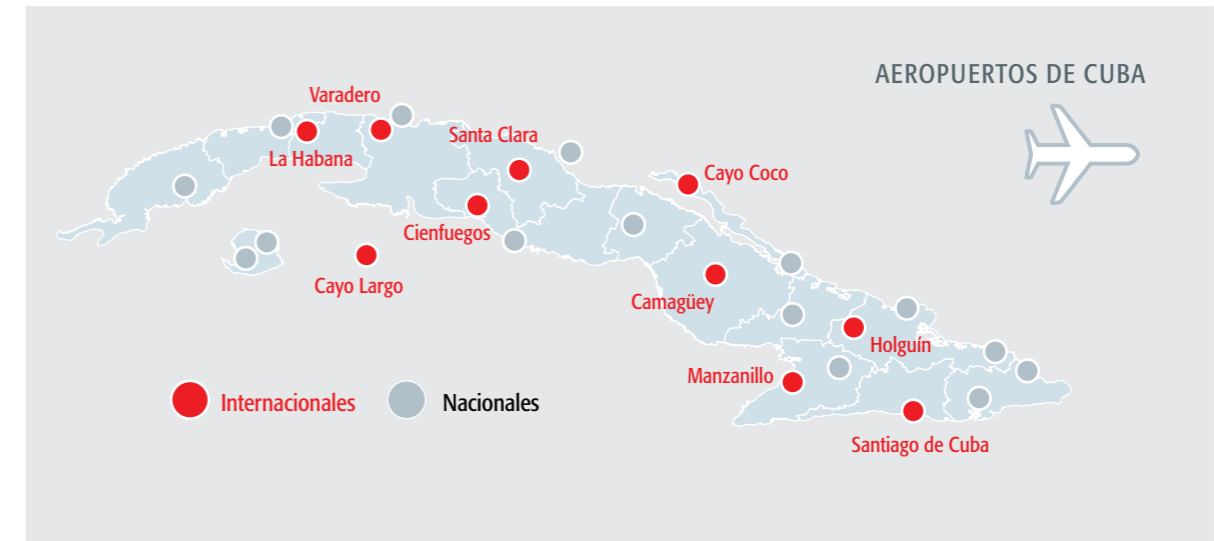 AEROPUERTOS DE CUBA
Varadero
Santa Clara
La Habana
Cayo Coco
Cienfuegos
Cayo Largo
Camagüey
Holguín
Manzanillo
Internacionales
Nacionales
Santiago de Cuba